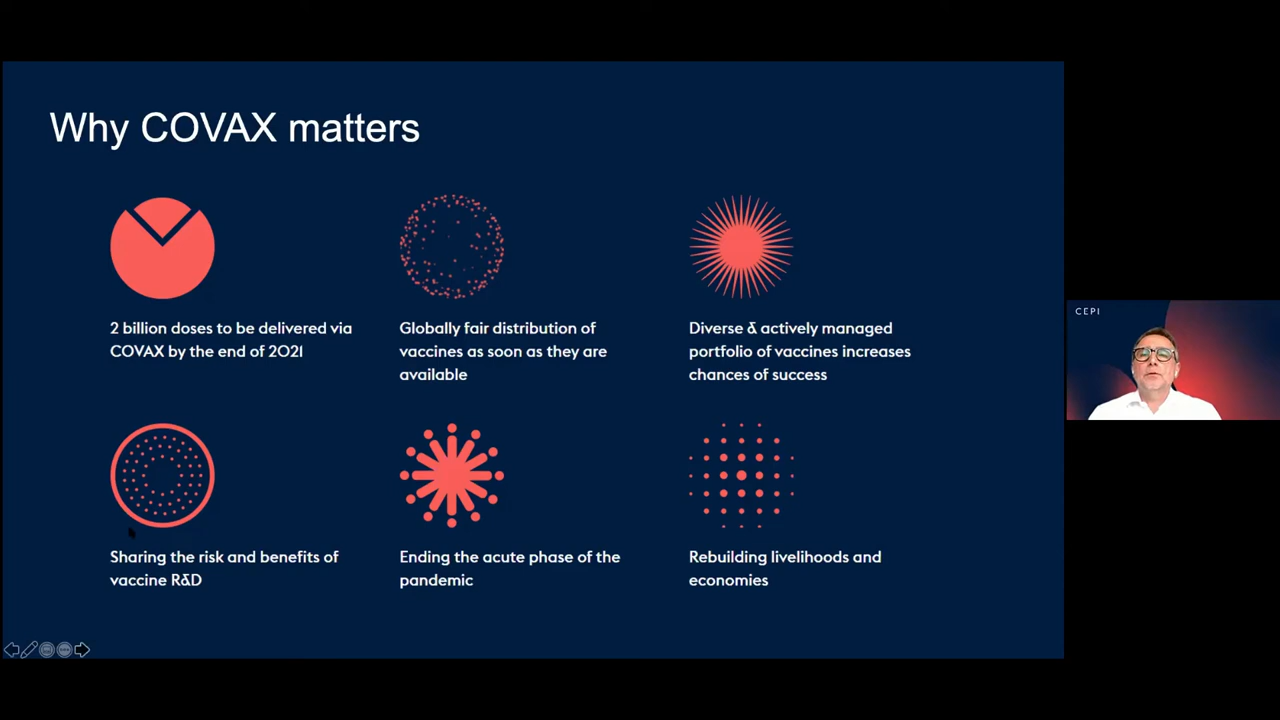 Why COVAX matters
2 billion doses to be delivered via
COVAX by the end of 2021
Globally fair distribution of
vaccines as soon as they are
available
Diverse & actively managed
portfolio of vaccines increases
chances of success
CEPI
Sharing the risk and benefits of
vaccine R&D
Ending the acute phase of the
pandemic
Rebuilding livelihoods and
economies